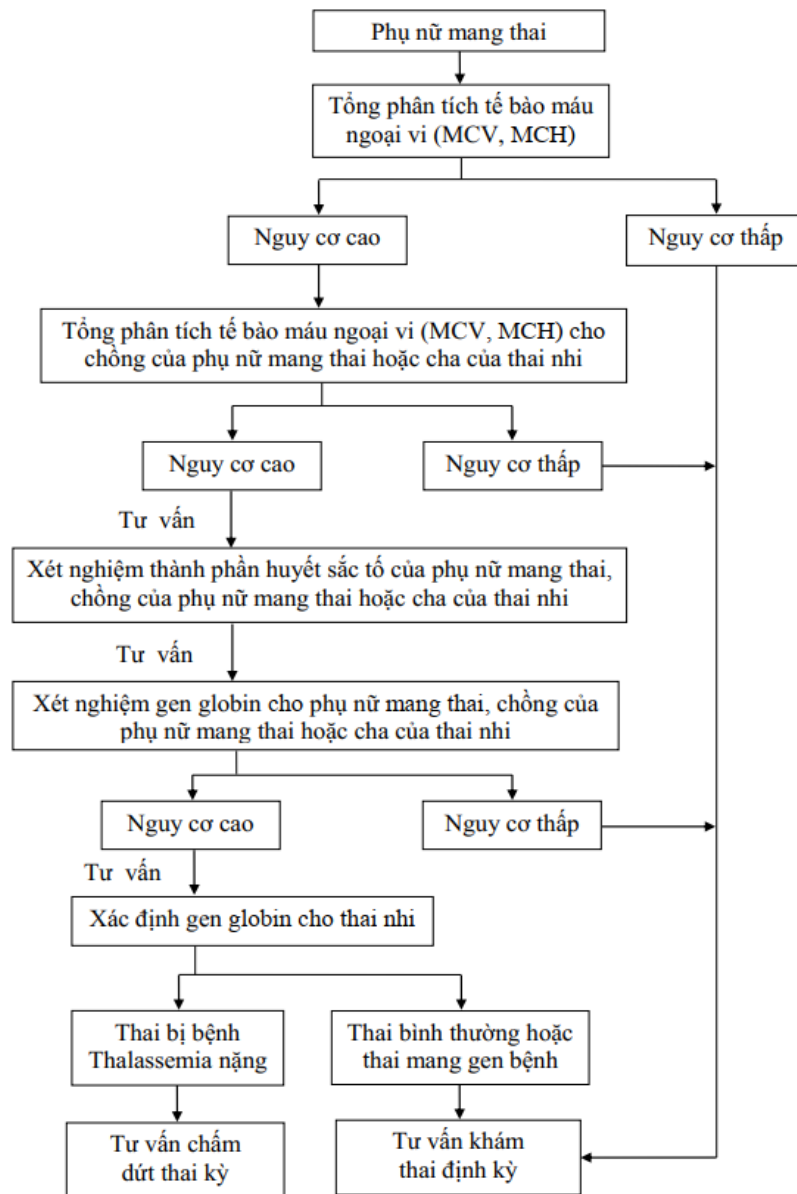 Phụ nữ mang thai
Tổng phân tích tế bào máu
ngoại vi (MCV, MCH)
Nguy cơ cao
Nguy cơ thấp
Tổng phân tích tế bào máu ngoại vi (MCV, MCH) cho
chồng của phụ nữ mang thai hoặc cha của thai nhi
Nguy cơ cao
Nguy cơ thấp
Tư vấn
Xét nghiệm thành phần huyết sắc tố của phụ nữ mang thai,
chồng của phụ nữ mang thai hoặc cha của thai nhi
Tư vấn
Xét nghiệm gen globin cho phụ nữ mang thai, chồng của
phụ nữ mang thai hoặc cha của thai nhi
Nguy cơ cao
Nguy cơ thấp
Tư vấn
Xác định gen globin cho thai nhi
Thai bị bệnh
Thalassemia nặng
Thai bình thường hoặc
thai mang gen bệnh
Tư vấn chấm
dứt thai kỳ
Tư vấn khám
thai định kỳ